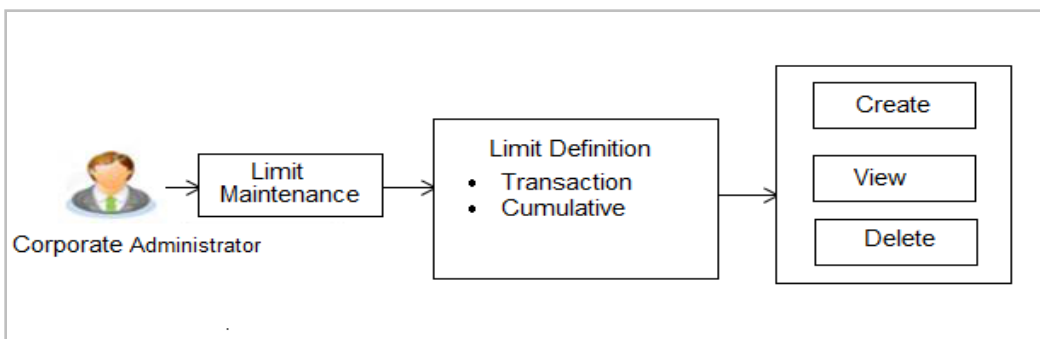 Corporate Administrator
Limit
Maintenance
Limit Definition
• Transaction
• Cumulative
Create
View
Delete